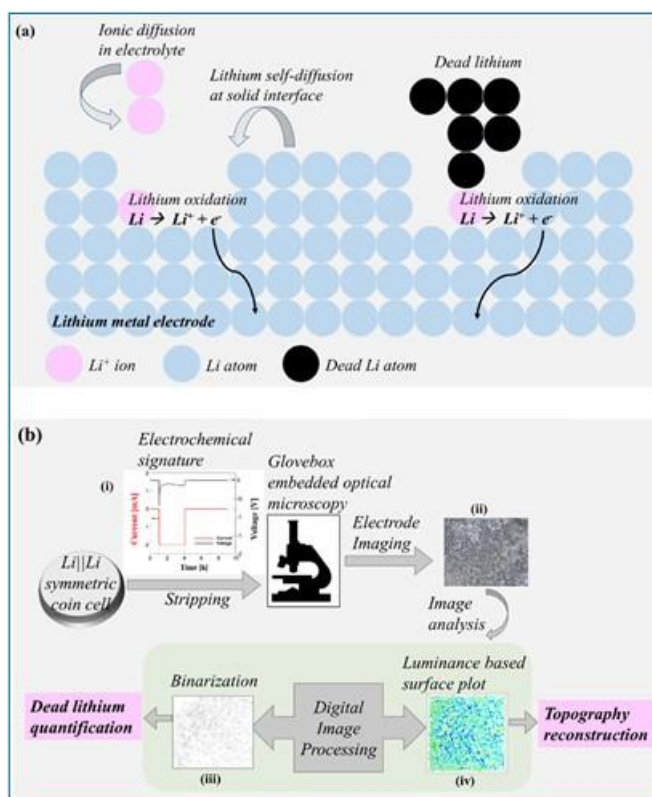 (a)
Ionic diffusion
in electrolyte
Lithium self-diffusion
at solid interface
Dead lithium
Lithium oxidation
Li → Li⁺ + e⁻
Lithium oxidation
Li → Li⁺ + e⁻
Lithium metal electrode
Li⁺ ion
Li atom
Dead Li atom
(b)
Electrochemical
signature
(i)
Current [mA]
Voltage [V]
Current
Voltage
Time [h]
Glovebox
embedded optical
microscopy
Electrode
Imaging
(ii)
Li||Li
symmetric
coin cell
Stripping
Image
analysis
Binarization
Luminance based
surface plot
Dead lithium
quantification
Digital
Image
Processing
Topography
reconstruction
(iii)
(iv)